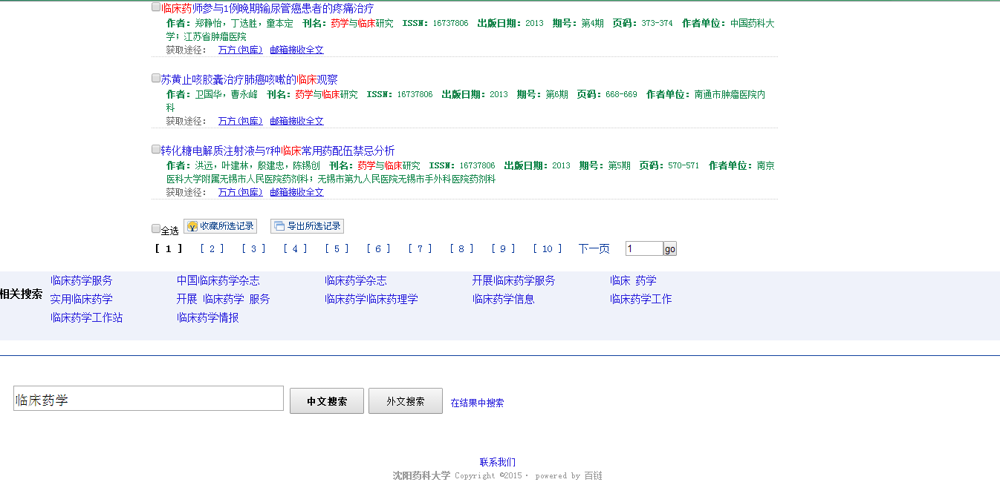 临床药师参与1例晚期输尿管癌患者的疼痛治疗
作者：郑静怡，丁选胜，童本定 刊名：药学与临床研究 ISSN：16737806 出版日期：2013 期号：第4期 页码：373-374 作者单位：中国药科大
学；江苏省肿瘤医院
获取途径： 万方(包库) 邮箱接收全文
苏黄止咳胶囊治疗肺癌咳嗽的临床观察
作者：卫国华，曹永峰 刊名：药学与临床研究 ISSN：16737806 出版日期：2013 期号：第6期 页码：668-669 作者单位：南通市肿瘤医院内
科
获取途径： 万方(包库) 邮箱接收全文
转化糖电解质注射液与7种临床常用药配伍禁忌分析
作者：洪远，叶建林，殷建忠，陈锡创 刊名：药学与临床研究 ISSN：16737806 出版日期：2013 期号：第5期 页码：570-571 作者单位：南京
医科大学附属无锡市人民医院药剂科；无锡市第九人民医院无锡市手外科医院药剂科
获取途径： 万方(包库) 邮箱接收全文
全选 收藏所选记录 导出所选记录
[ 1 ] [ 2 ] [ 3 ] [ 4 ] [ 5 ] [ 6 ] [ 7 ] [ 8 ] [ 9 ] [ 10 ] 下一页 1 go
相关搜索
临床药学服务 中国临床药学杂志 临床药学杂志 开展临床药学服务 临床 药学
实用临床药学 开展 临床药学 服务 临床药学临床药理学 临床药学信息 临床药学工作
临床药学工作站 临床药学情报
临床药学 中文搜索 外文搜索 在结果中搜索
联系我们
沈阳药科大学 Copyright ©2015· powered by 百链